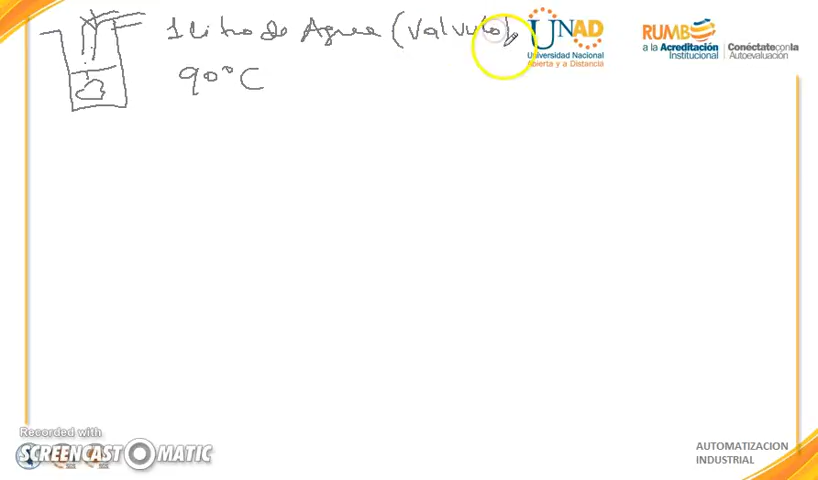 1 Litro de Agua (Valvula),
90°C
UNAD
Universidad Nacional
Abierta y a Distancia
RUMBO
a la Acreditación
Institucional
Conéctate con la
Autoevaluación
Recorded with
SCREENCAST MATIC
AUTOMATIZACION
INDUSTRIAL